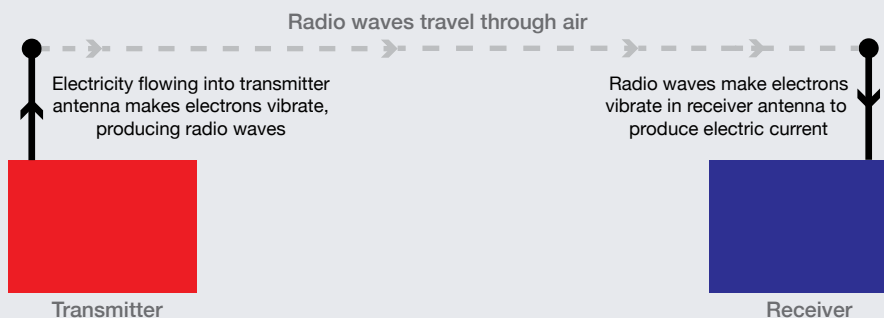 Radio waves travel through air
Electricity flowing into transmitter
antenna makes electrons vibrate,
producing radio waves
Radio waves make electrons
vibrate in receiver antenna to
produce electric current
Transmitter
Receiver